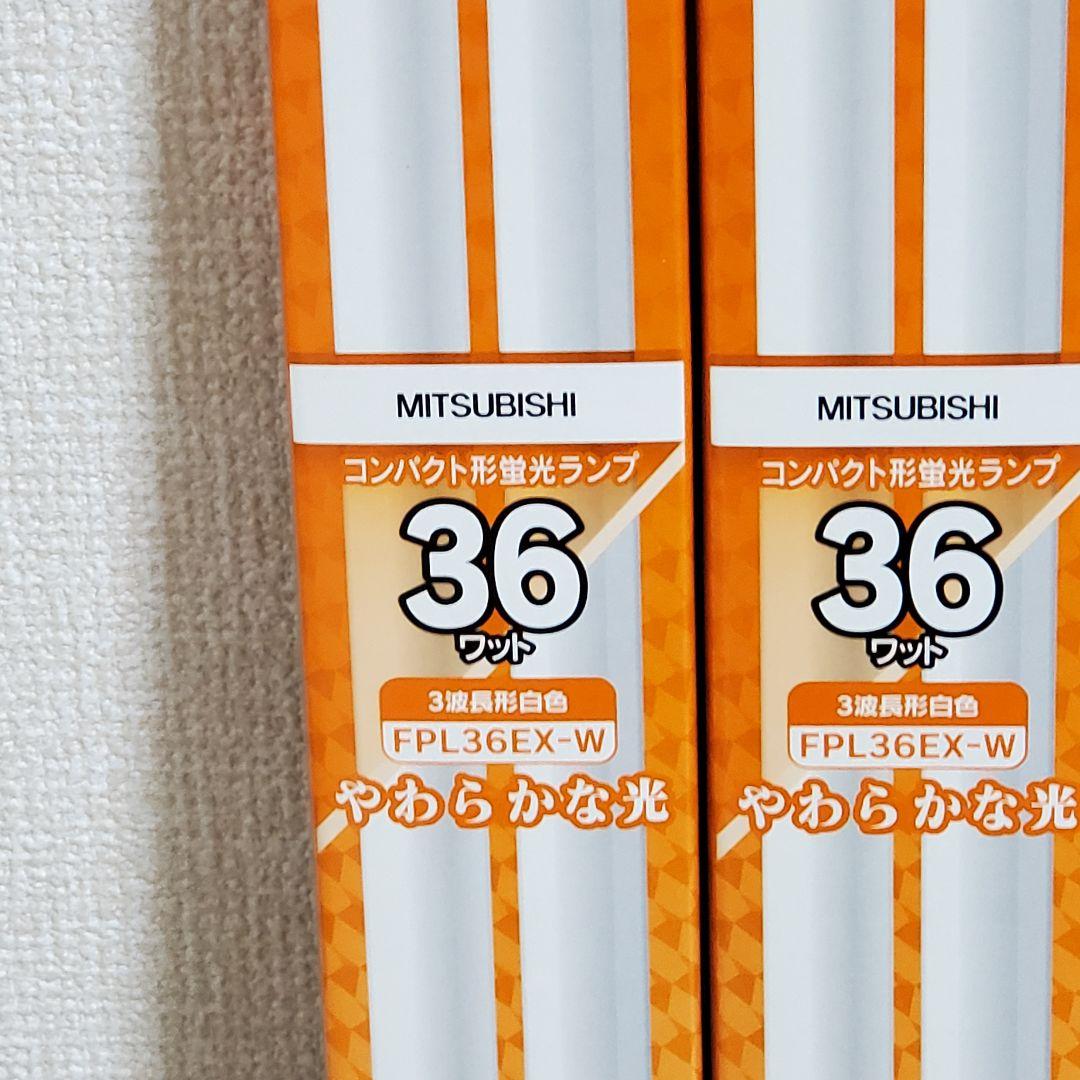 MITSUBISHI
コンパクト形蛍光ランプ
36
ワット
3波長形白色
FPL36EX-W
やわらかな光
MITSUBISHI
コンパクト形蛍光ランプ
36
ワット
3波長形白色
FPL36EX-W
やわらかな光